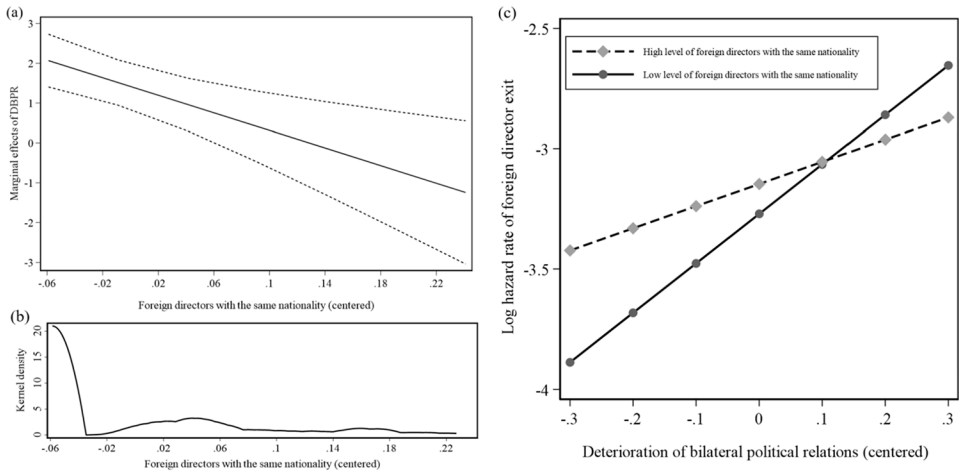 (a)
3
2
1
0
-1
-2
-3
Marginal effects of DBPR
-.06 -.02 .02 .06 .1 .14 .18 .22
Foreign directors with the same nationality (centered)
(b)
20
15
10
5
0
Kernel density
-.06 -.02 .02 .06 .1 .14 .18 .22
Foreign directors with the same nationality (centered)
(c)
-2.5
-3
-3.5
-4
Log hazard rate of foreign director exit
High level of foreign directors with the same nationality
Low level of foreign directors with the same nationality
-.3 -.2 -.1 0 .1 .2 .3
Deterioration of bilateral political relations (centered)